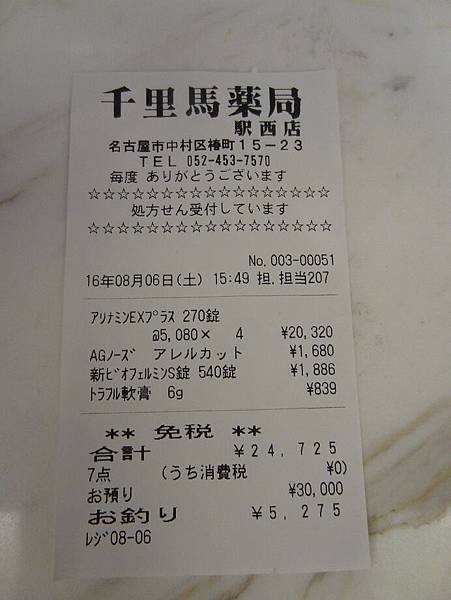 千里馬薬局
駅西店
名古屋市中村区椿町15-23
TEL 052-453-7570
毎度 ありがとうございます
☆☆☆☆☆☆☆☆☆☆☆☆☆☆☆☆☆
処方せん受付しています
☆☆☆☆☆☆☆☆☆☆☆☆☆☆☆☆☆
No.003-00051
16年08月06日(土) 15:49 担.担当207
ｱﾘﾅﾐﾝEXﾌﾟﾗｽ 270錠
@5,080× 4 ¥20,320
AGﾉｰｽﾞ アレルカット ¥1,680
新ﾋﾞｵﾌｪﾙﾐﾝS錠 540錠 ¥1,886
ﾄﾗﾌﾙ軟膏 6g ¥839
** 免税 **
合計 ¥24,725
7点 (うち消費税 ¥0)
お預り ¥30,000
お釣り ¥5,275
ﾚｼﾞ08-06